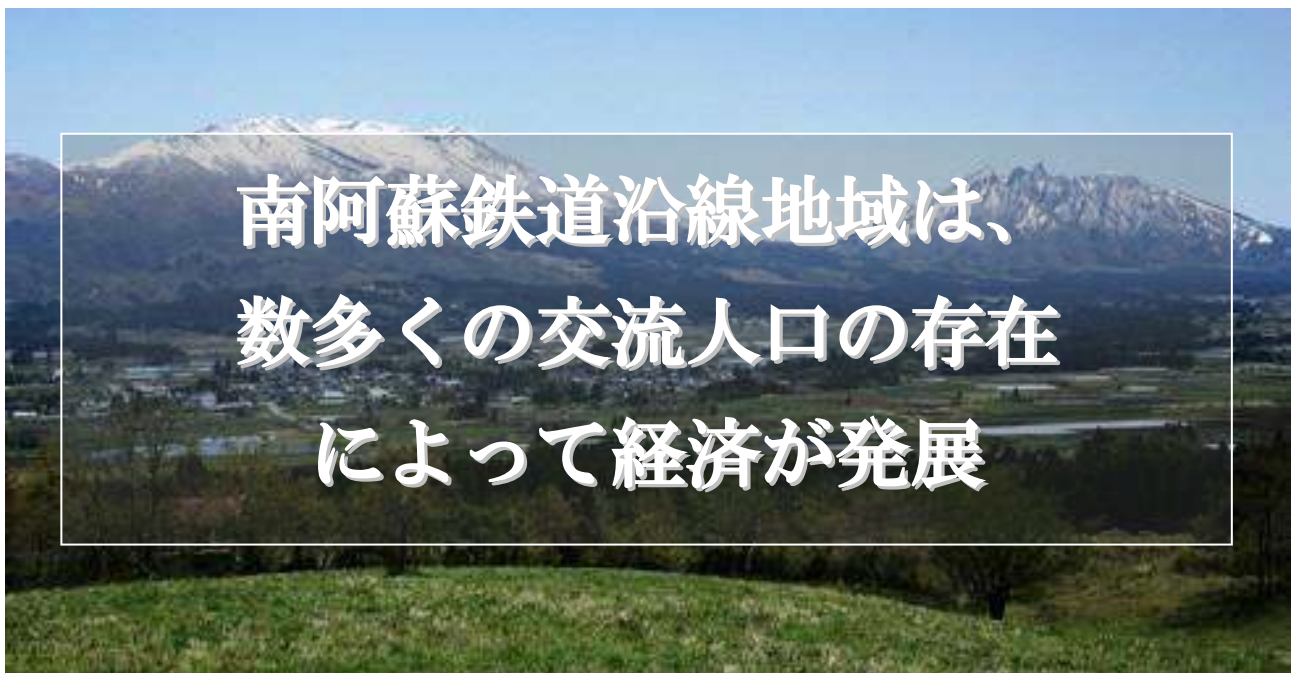 南阿蘇鉄道沿線地域は、
数多くの交流人口の存在
によって経済が発展